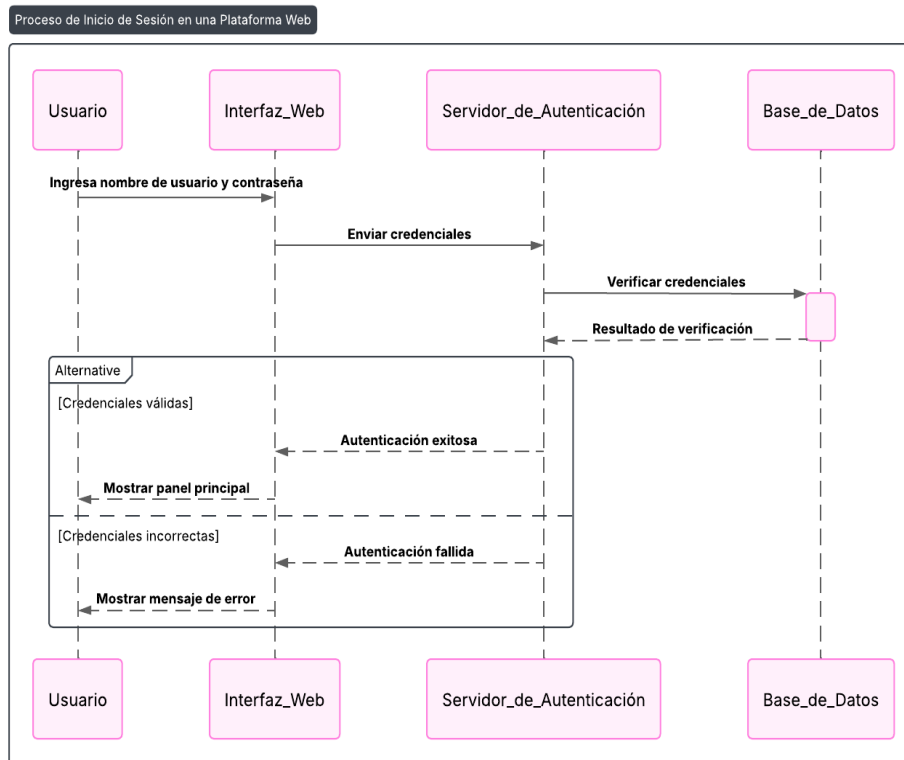 Proceso de Inicio de Sesión en una Plataforma Web
Usuario
Interfaz_Web
Servidor_de_Autenticación
Base_de_Datos
Ingresa nombre de usuario y contraseña
Enviar credenciales
Verificar credenciales
Resultado de verificación
Alternative
[Credenciales válidas]
Autenticación exitosa
Mostrar panel principal
[Credenciales incorrectas]
Autenticación fallida
Mostrar mensaje de error
Usuario
Interfaz_Web
Servidor_de_Autenticación
Base_de_Datos